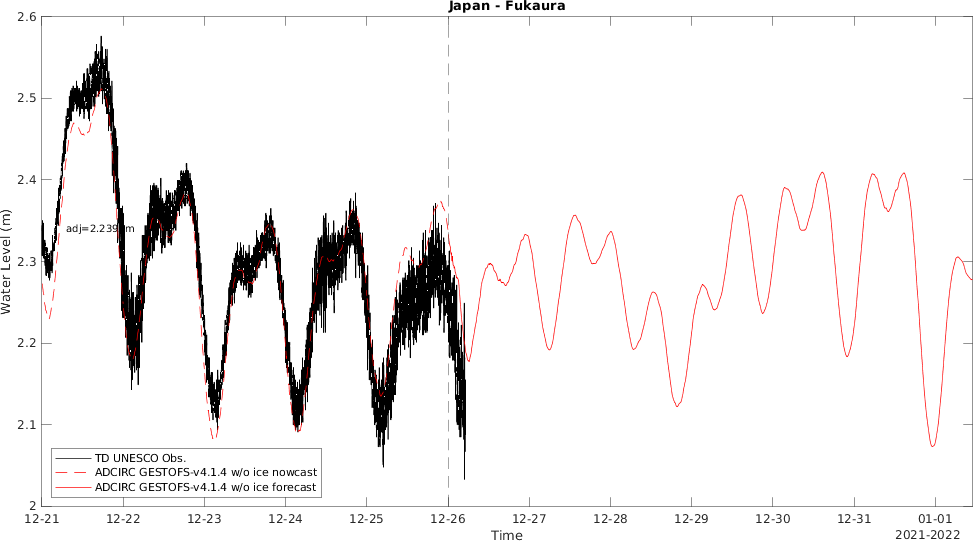 Japan - Fukaura
Water Level (m)
2.6
2.5
2.4
2.3
2.2
2.1
2
adj=2.239 m
TD UNESCO Obs.
ADCIRC GESTOFS-v4.1.4 w/o ice nowcast
ADCIRC GESTOFS-v4.1.4 w/o ice forecast
12-21 12-22 12-23 12-24 12-25 12-26 12-27 12-28 12-29 12-30 12-31 01-01
Time
2021-2022